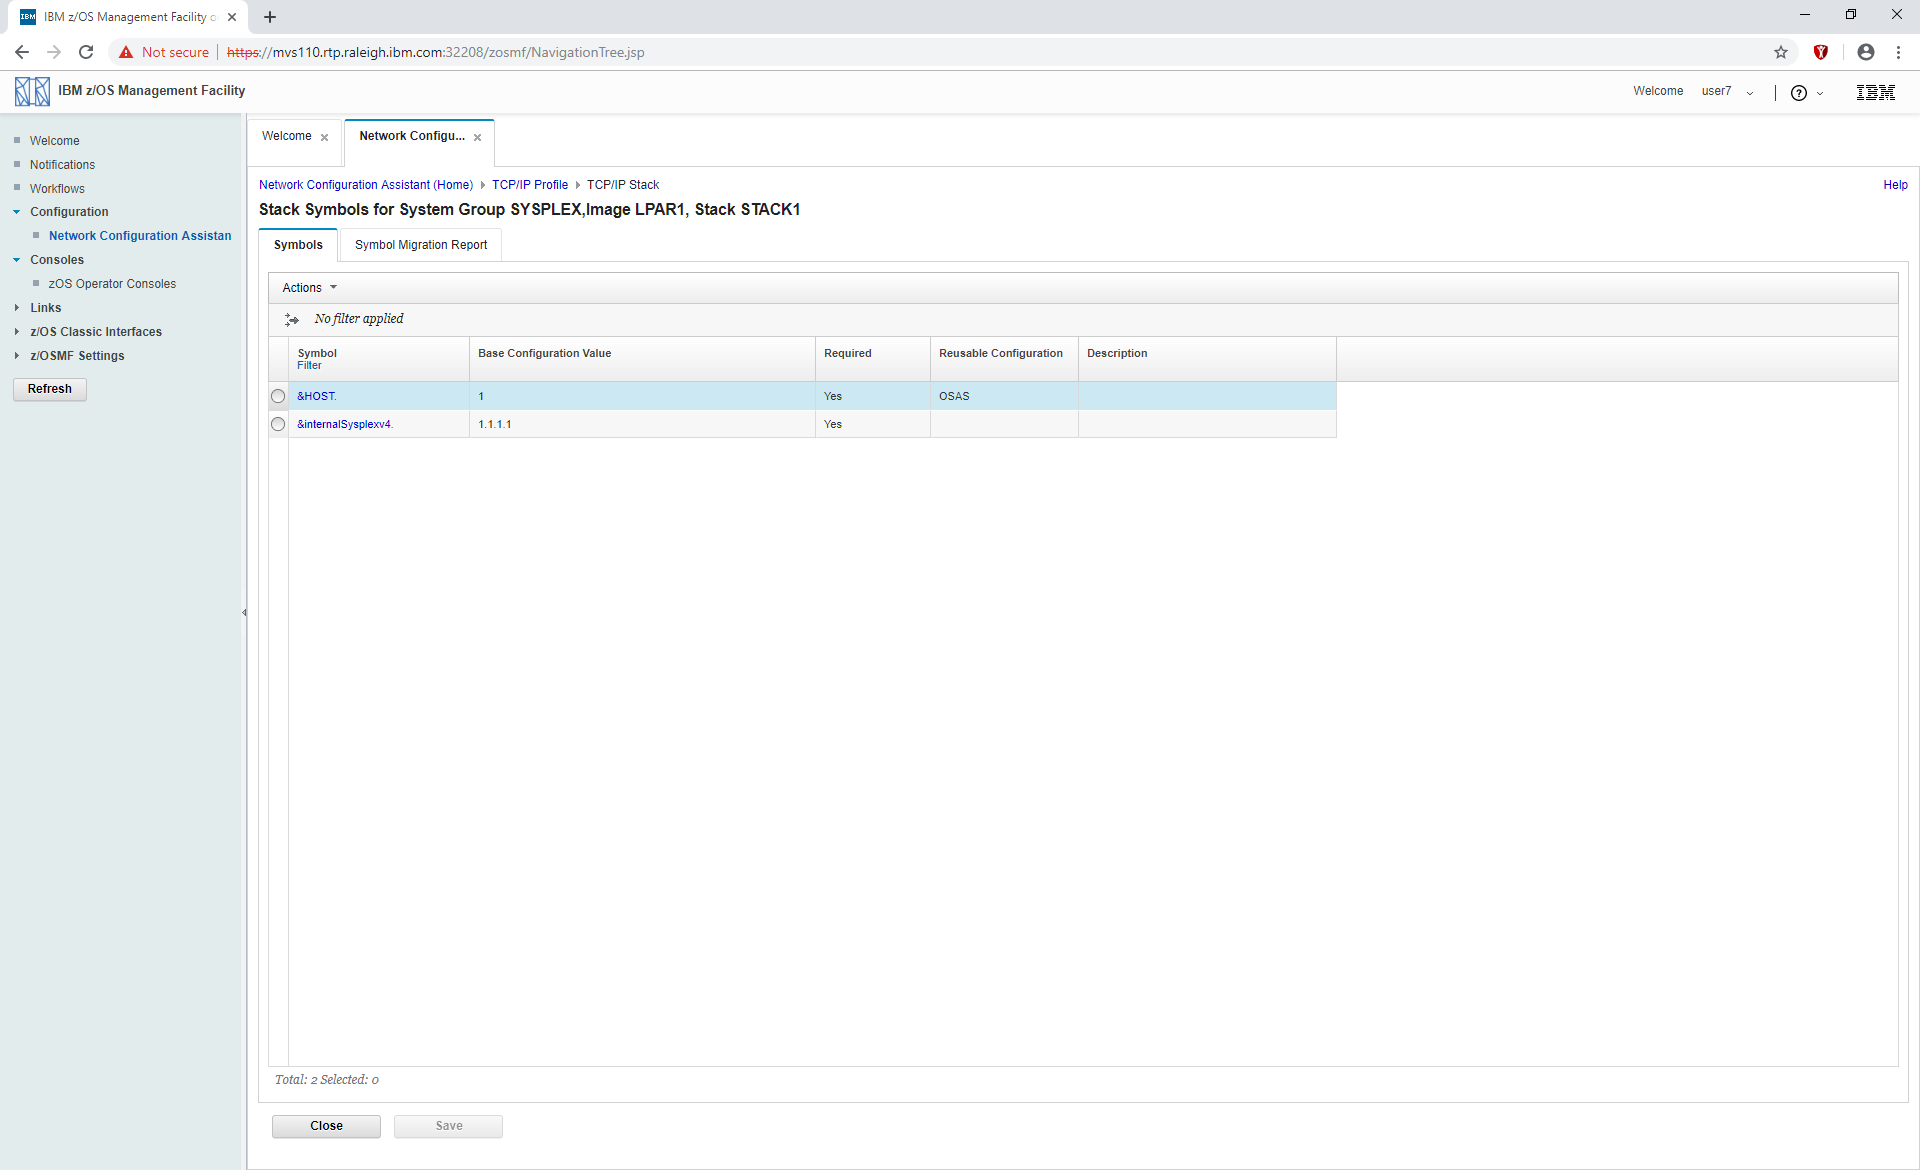 IBM IBM z/OS Management Facility o
Not secure https://mvs110.rtp.raleigh.ibm.com:32208/zosmf/NavigationTree.jsp
IBM z/OS Management Facility
Welcome user7
IBM
Welcome
Notifications
Workflows
Configuration
Network Configuration Assistan
Consoles
zOS Operator Consoles
Links
z/OS Classic Interfaces
z/OSMF Settings
Refresh
Welcome
Network Configu...
Network Configuration Assistant (Home) TCP/IP Profile TCP/IP Stack
Help
Stack Symbols for System Group SYSPLEX,Image LPAR1, Stack STACK1
Symbols
Symbol Migration Report
Actions
No filter applied
Symbol Base Configuration Value Required Reusable Configuration Description
Filter
&HOST. 1 Yes OSAS
&internalSysplexv4. 1.1.1.1 Yes
Total: 2 Selected: 0
Close
Save